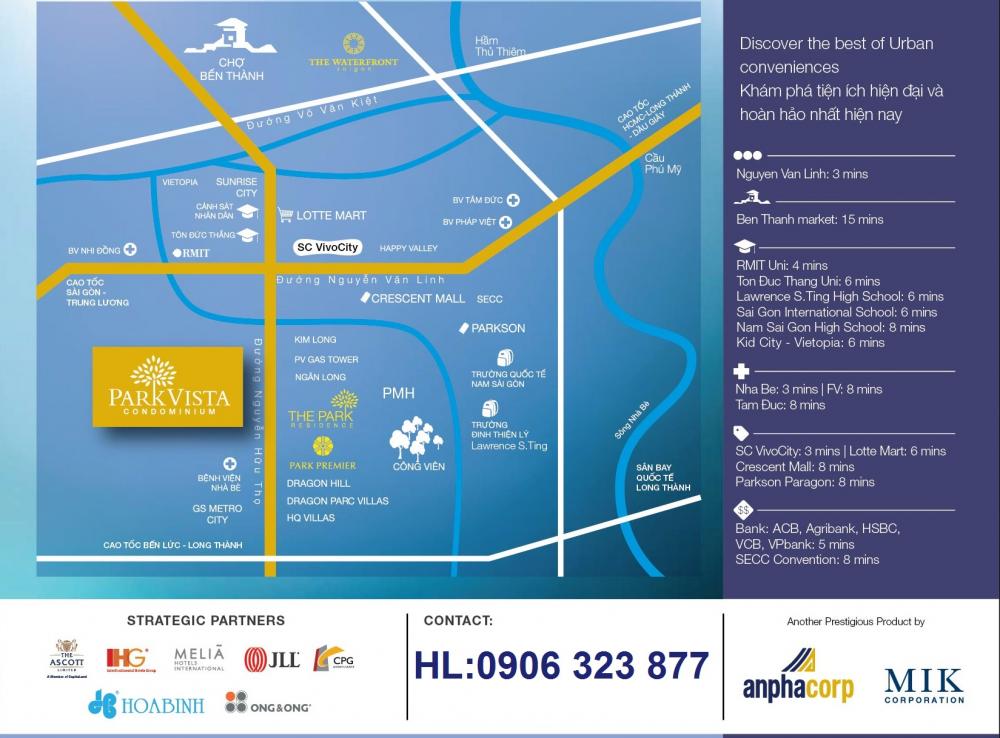 CHỢ
BẾN THÀNH
THE WATERFRONT
saigon
Hầm
Thủ Thiêm
Đường Võ Văn Kiệt
CAO TỐC
HCMC-LONG THÀNH
- DẦU GIÂY
Cầu
Phú Mỹ
VIETOPIA
SUNRISE
CITY
CẢNH SÁT
NHÂN DÂN
TÔN ĐỨC THẮNG
RMIT
BV NHI ĐỒNG
LOTTE MART
SC VivoCity
HAPPY VALLEY
BV TÂM ĐỨC
BV PHÁP VIỆT
Đường Nguyễn Văn Linh
CAO TỐC
SÀI GÒN -
TRUNG LƯƠNG
CRESCENT MALL
SECC
PARKSON
KIM LONG
PV GAS TOWER
NGÂN LONG
TRƯỜNG QUỐC TẾ
NAM SÀI GÒN
PARKVISTA
CONDOMINIUM
Đường Nguyễn Hữu Thọ
THE PARK
RESIDENCE
PMH
TRƯỜNG
ĐINH THIỆN LÝ
Lawrence S.Ting
Sông Nhà Bè
PARK PREMIER
CÔNG VIÊN
BỆNH VIỆN
NHÀ BÈ
DRAGON HILL
DRAGON PARC VILLAS
HQ VILLAS
GS METRO
CITY
SÂN BAY
QUỐC TẾ
LONG THÀNH
CAO TỐC BẾN LỨC - LONG THÀNH
Discover the best of Urban
conveniences
Khám phá tiện ích hiện đại và
hoàn hảo nhất hiện nay
Nguyen Van Linh: 3 mins
Ben Thanh market: 15 mins
RMIT Uni: 4 mins
Ton Đuc Thang Uni: 6 mins
Lawrence S.Ting High School: 6 mins
Sai Gon International School: 6 mins
Nam Sai Gon High School: 8 mins
Kid City - Vietopia: 6 mins
Nha Be: 3 mins | FV: 8 mins
Tam Đuc: 8 mins
SC VivoCity: 3 mins | Lotte Mart: 6 mins
Crescent Mall: 8 mins
Parkson Paragon: 8 mins
$$
Bank: ACB, Agribank, HSBC,
VCB, VPbank: 5 mins
SECC Convention: 8 mins
STRATEGIC PARTNERS
THE
ASCOTT
LIMITED
A Member of CapitaLand
IHG
InterContinental Hotels Group
MELIÃ
HOTELS
INTERNATIONAL
JLL
CPG
HOABINH
ONG&ONG
CONTACT:
HL:0906 323 877
Another Prestigious Product by
anphacorp
MIK
CORPORATION